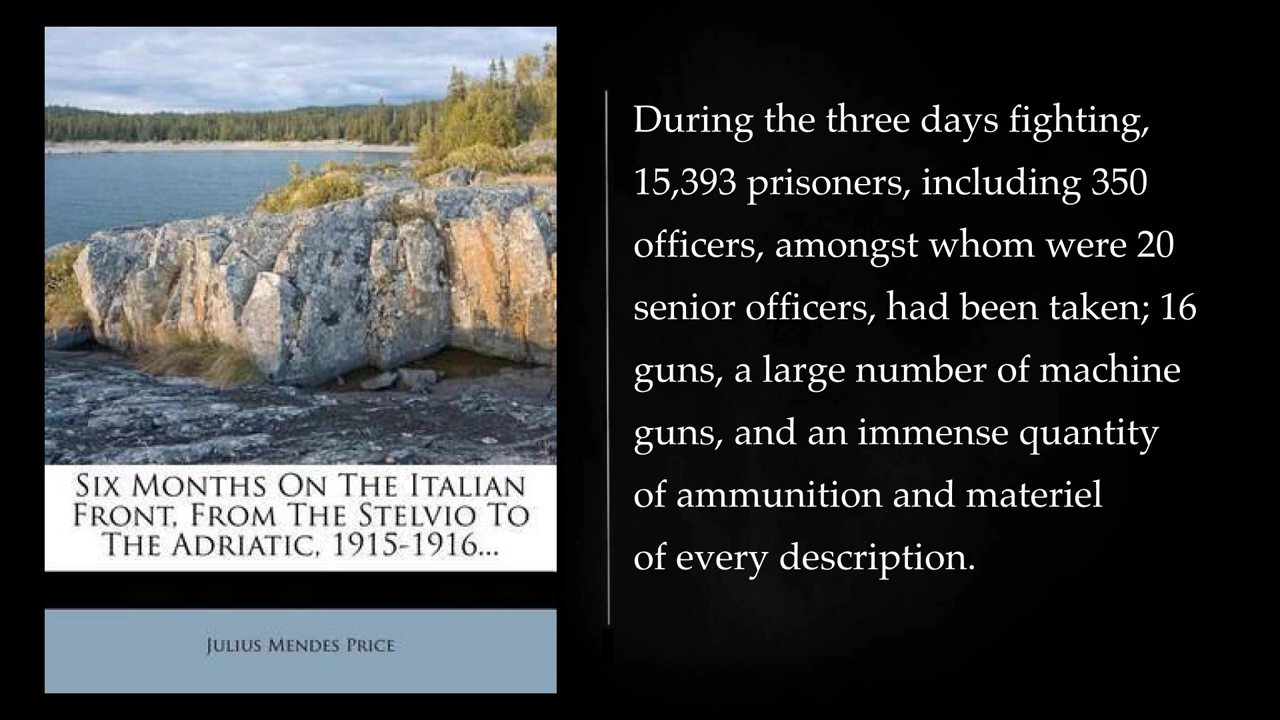 Six Months On The Italian
Front, From The Stelvio To
The Adriatic, 1915-1916...
Julius Mendes Price
During the three days fighting,
15,393 prisoners, including 350
officers, amongst whom were 20
senior officers, had been taken; 16
guns, a large number of machine
guns, and an immense quantity
of ammunition and materiel
of every description.